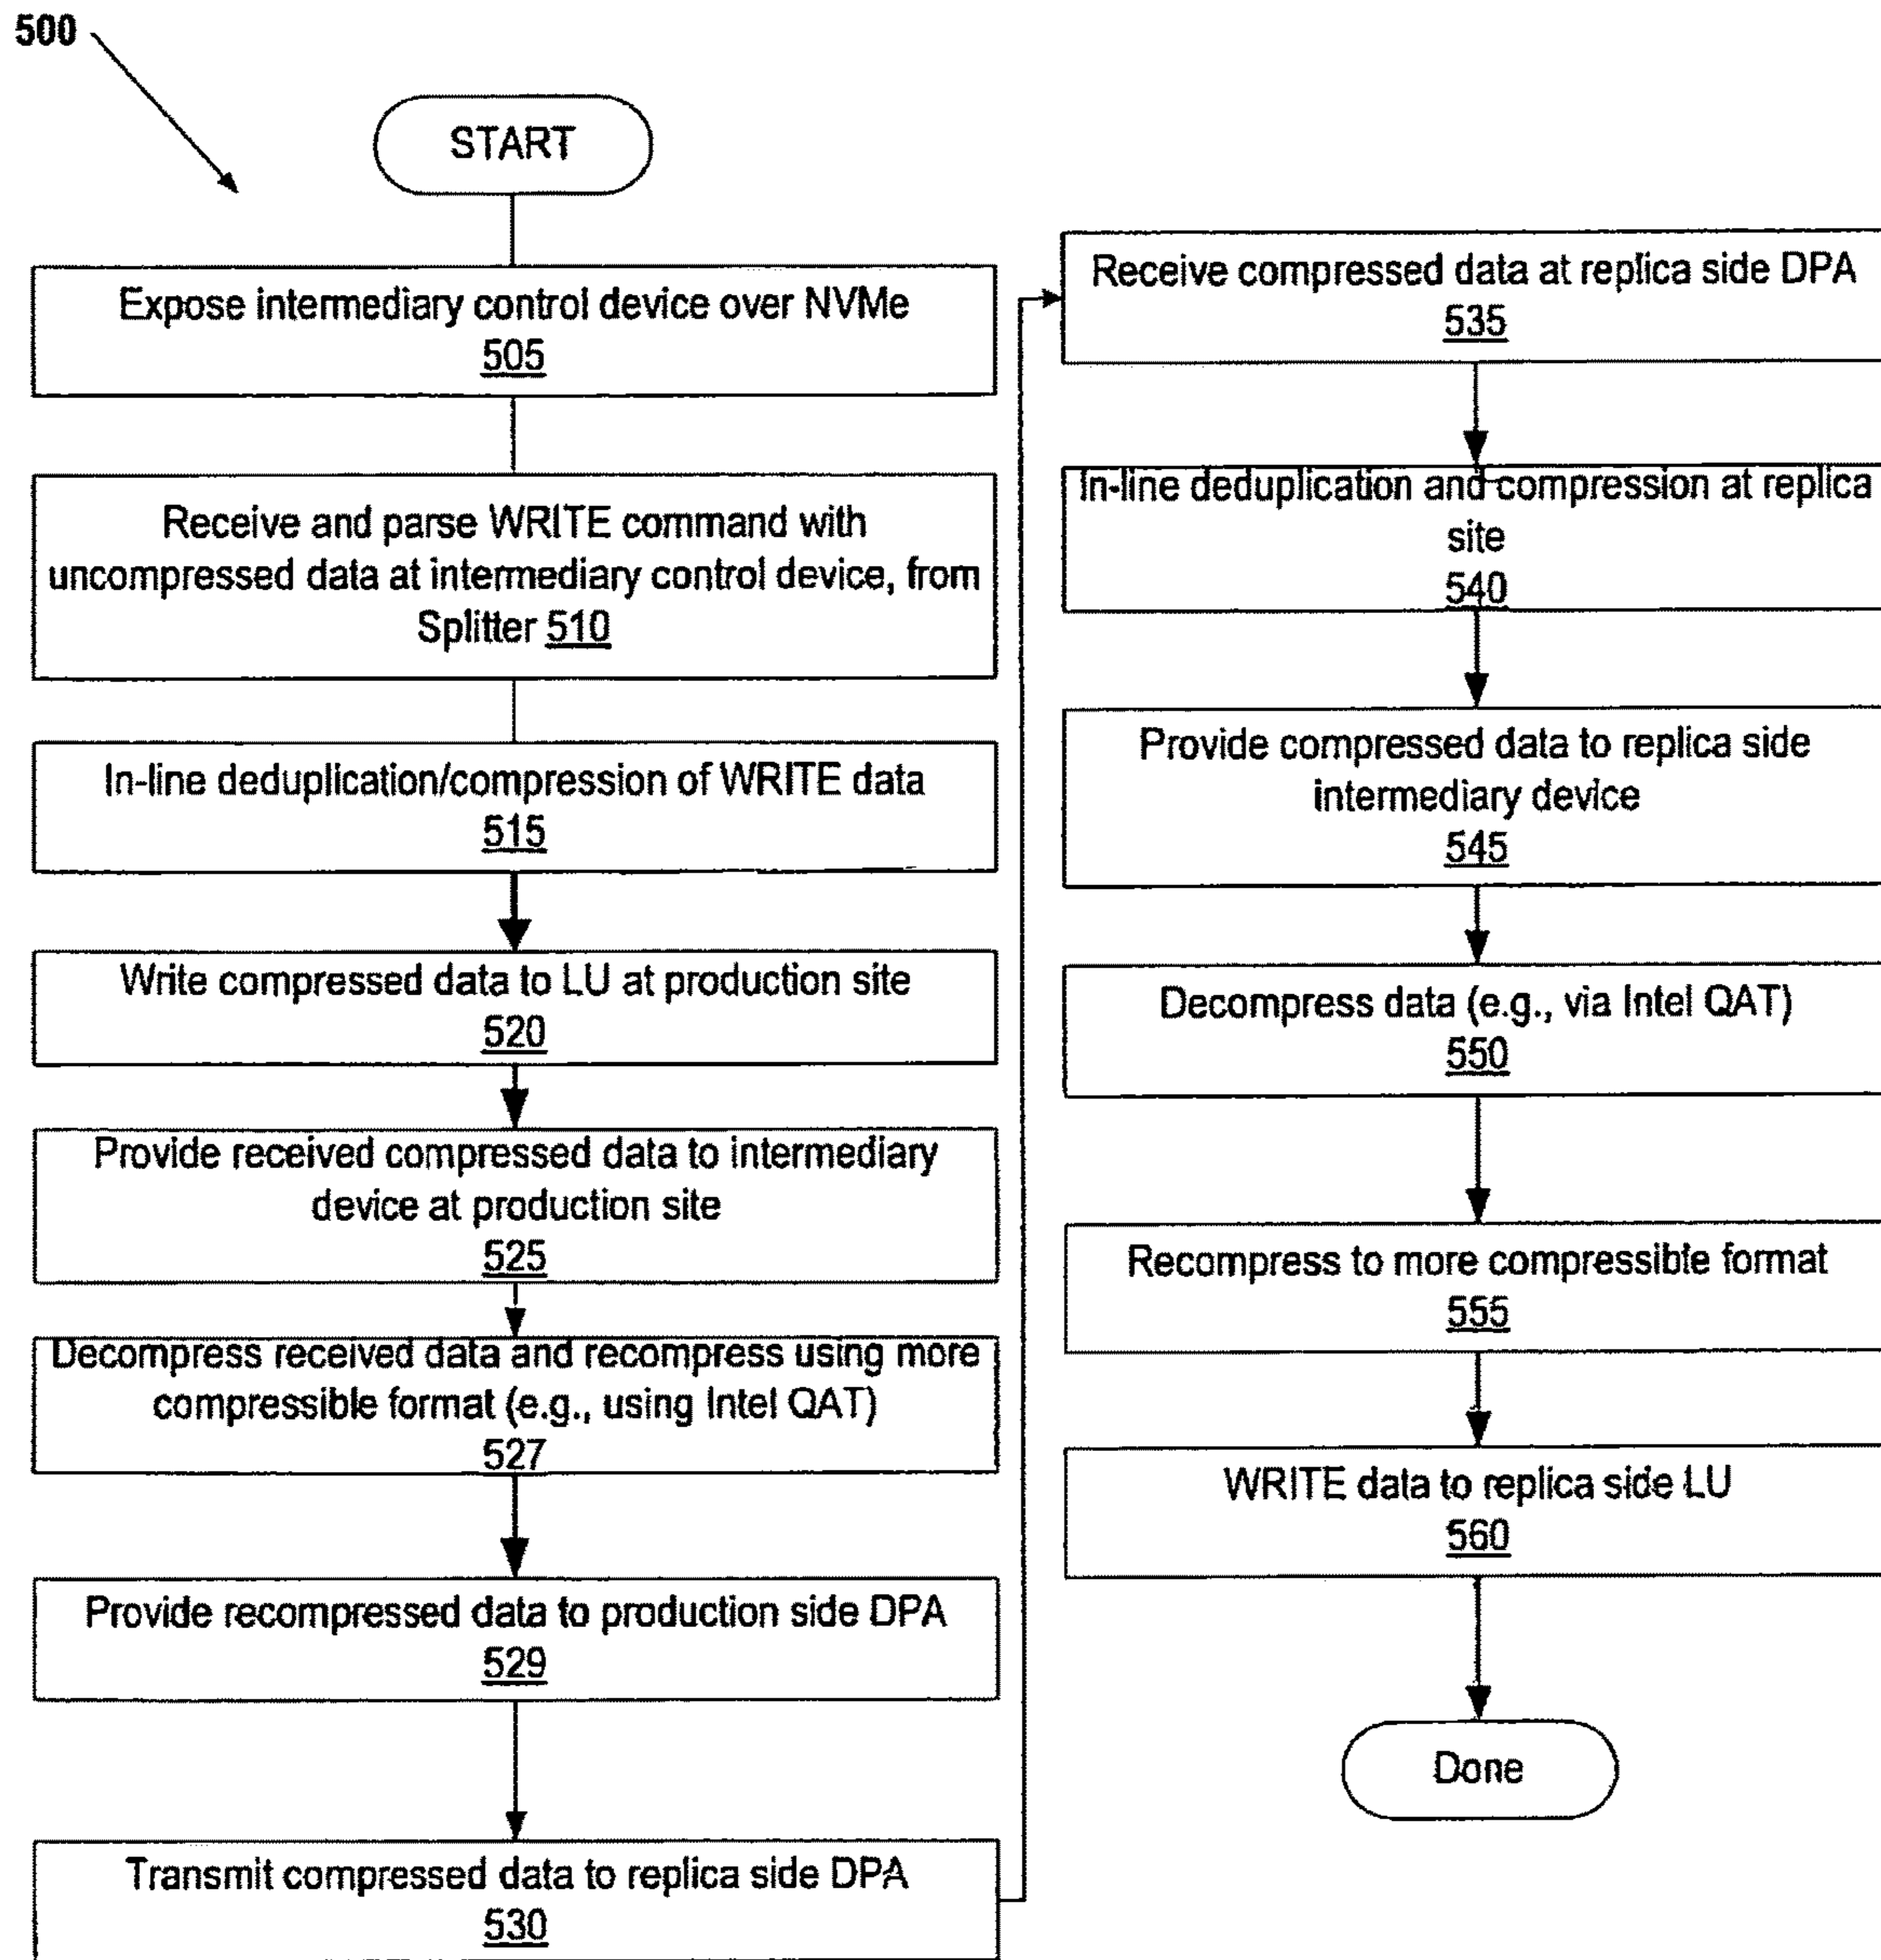 500
START
Expose intermediary control device over NVMe
505
Receive and parse WRITE command with
uncompressed data at intermediary control device, from
Splitter 510
In-line deduplication/compression of WRITE data
515
Write compressed data to LU at production site
520
Provide received compressed data to intermediary
device at production site
525
Decompress received data and recompress using more
compressible format (e.g., using Intel QAT)
527
Provide recompressed data to production side DPA
529
Transmit compressed data to replica side DPA
530
Receive compressed data at replica side DPA
535
In-line deduplication and compression at replica
site
540
Provide compressed data to replica side
intermediary device
545
Decompress data (e.g., via Intel QAT)
550
Recompress to more compressible format
555
WRITE data to replica side LU
560
Done